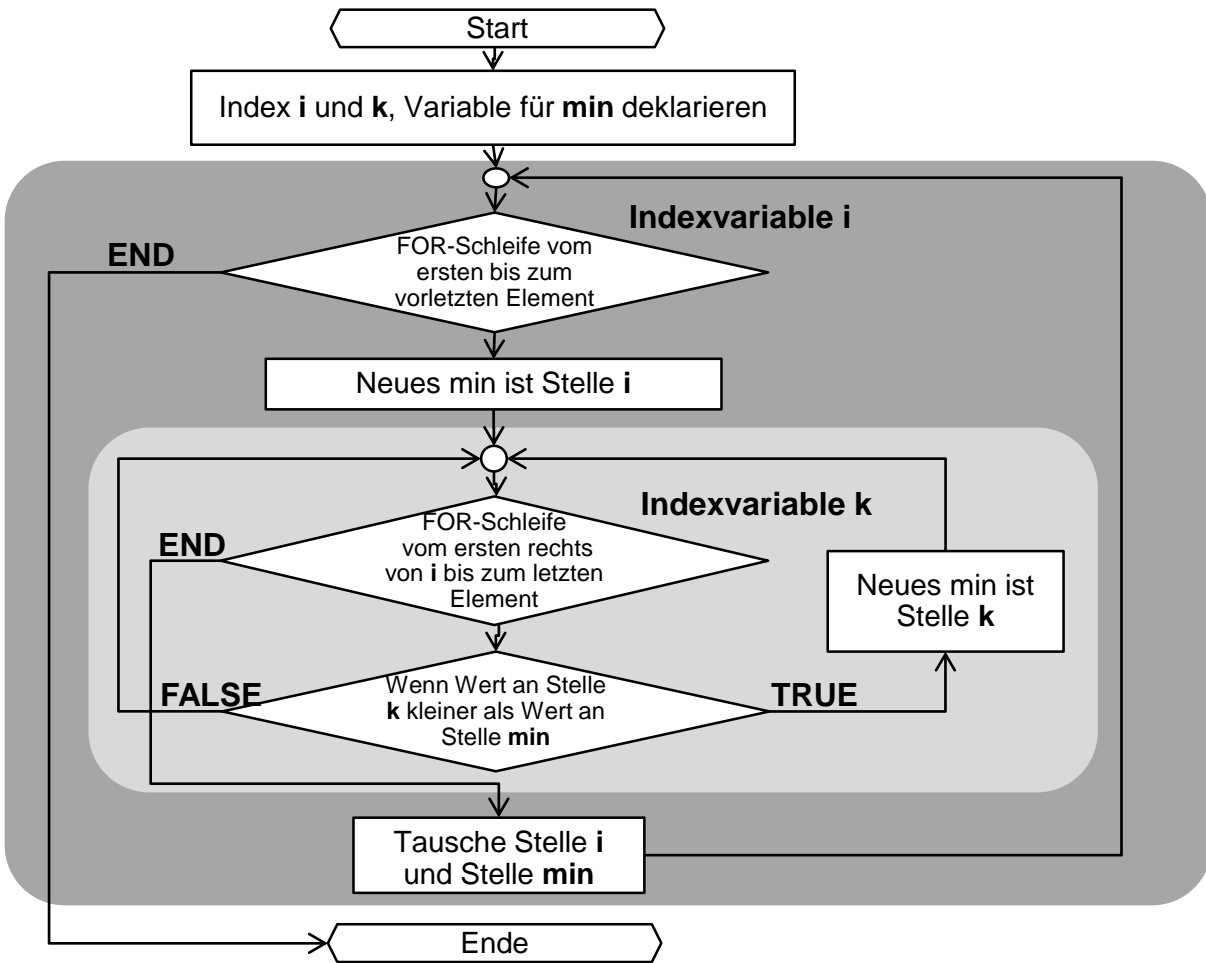 Start
Index i und k, Variable für min deklarieren
Indexvariable i
END
FOR-Schleife vom
ersten bis zum
vorletzten Element
Neues min ist Stelle i
Indexvariable k
END
FOR-Schleife
vom ersten rechts
von i bis zum letzten
Element
Neues min ist
Stelle k
FALSE
Wenn Wert an Stelle
k kleiner als Wert an
Stelle min
TRUE
Tausche Stelle i
und Stelle min
Ende